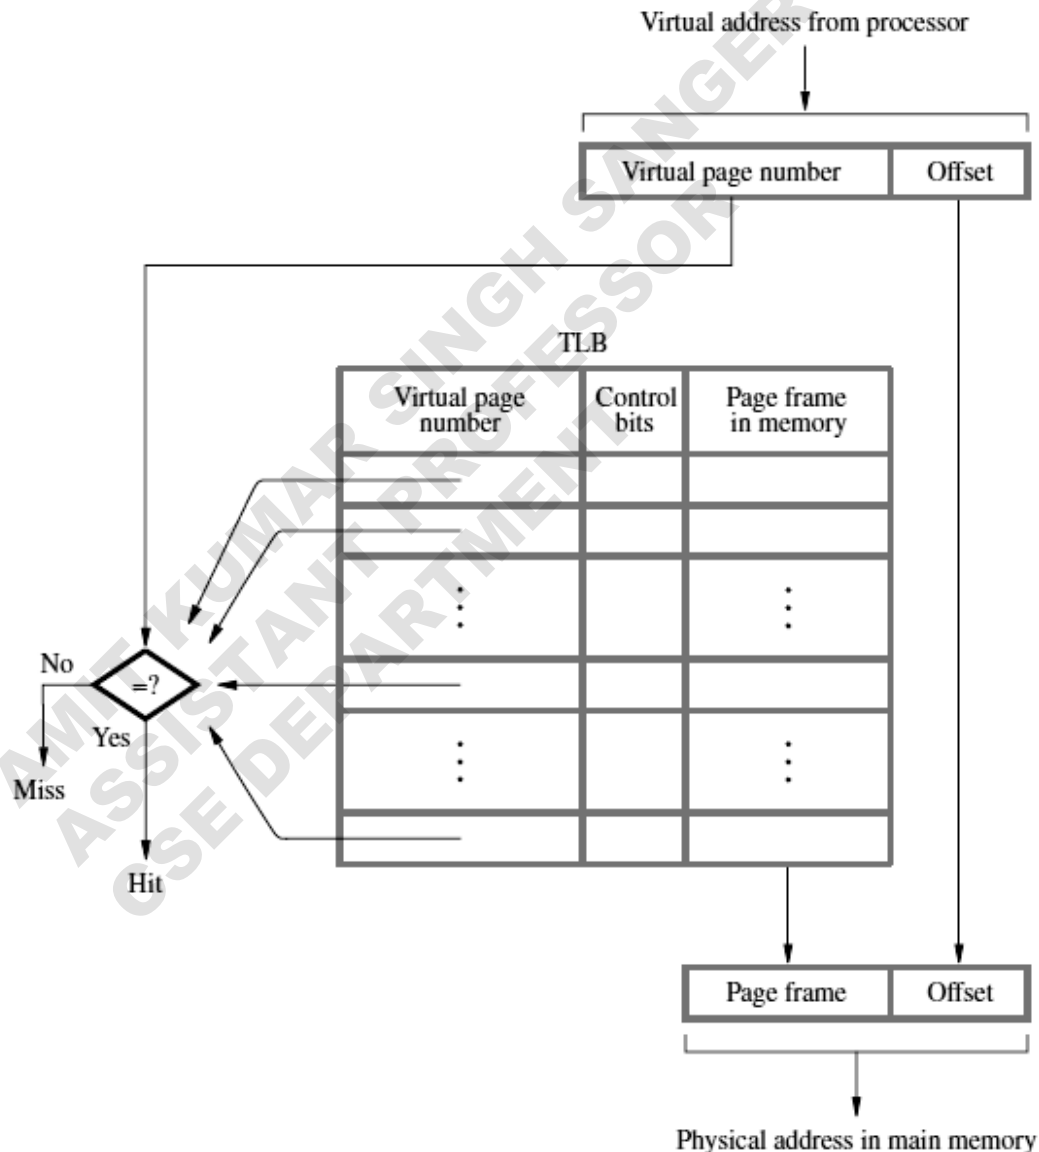 Virtual address from processor
Virtual page number
Offset
TLB
Virtual page
number
Control
bits
Page frame
in memory
No
=?
Yes
Miss
Hit
Page frame
Offset
Physical address in main memory
AMIT KUMAR SINGH SANGER
ASSISTANT PROFESSOR
CSE DEPARTMENT